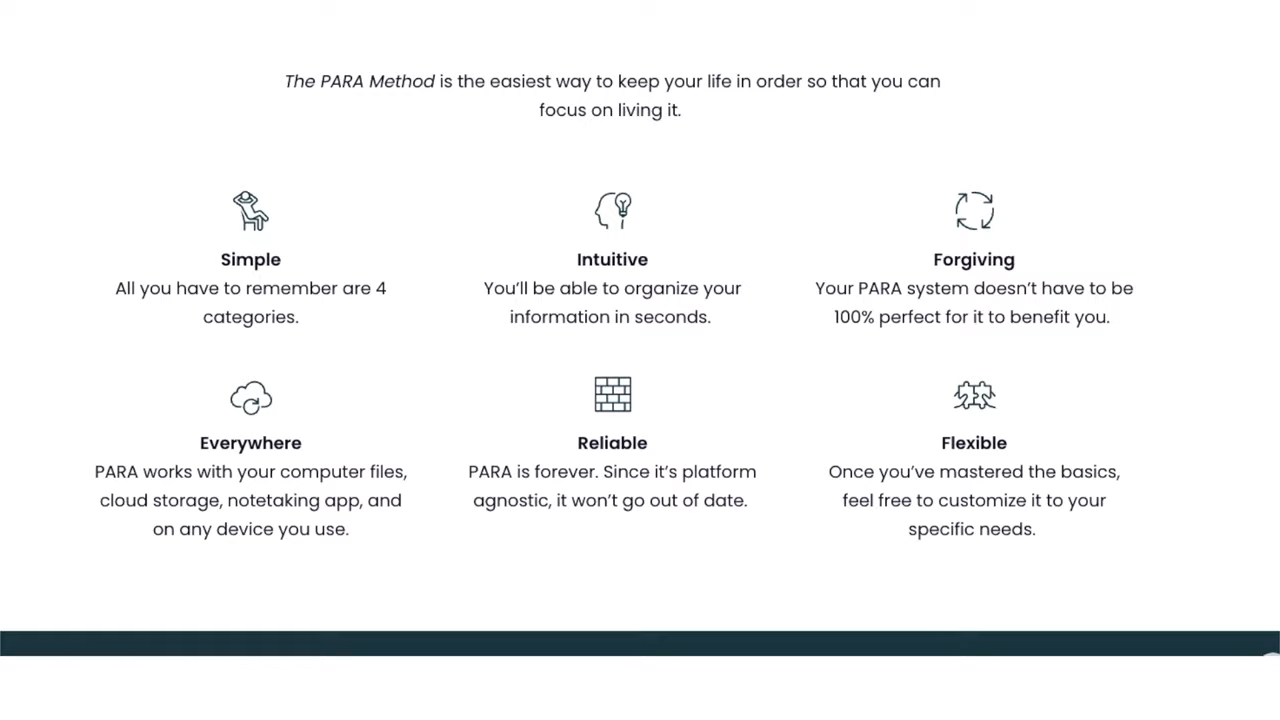 The PARA Method is the easiest way to keep your life in order so that you can
focus on living it.
Simple
All you have to remember are 4
categories.
Intuitive
You’ll be able to organize your
information in seconds.
Forgiving
Your PARA system doesn’t have to be
100% perfect for it to benefit you.
Everywhere
PARA works with your computer files,
cloud storage, notetaking app, and
on any device you use.
Reliable
PARA is forever. Since it’s platform
agnostic, it won’t go out of date.
Flexible
Once you’ve mastered the basics,
feel free to customize it to your
specific needs.